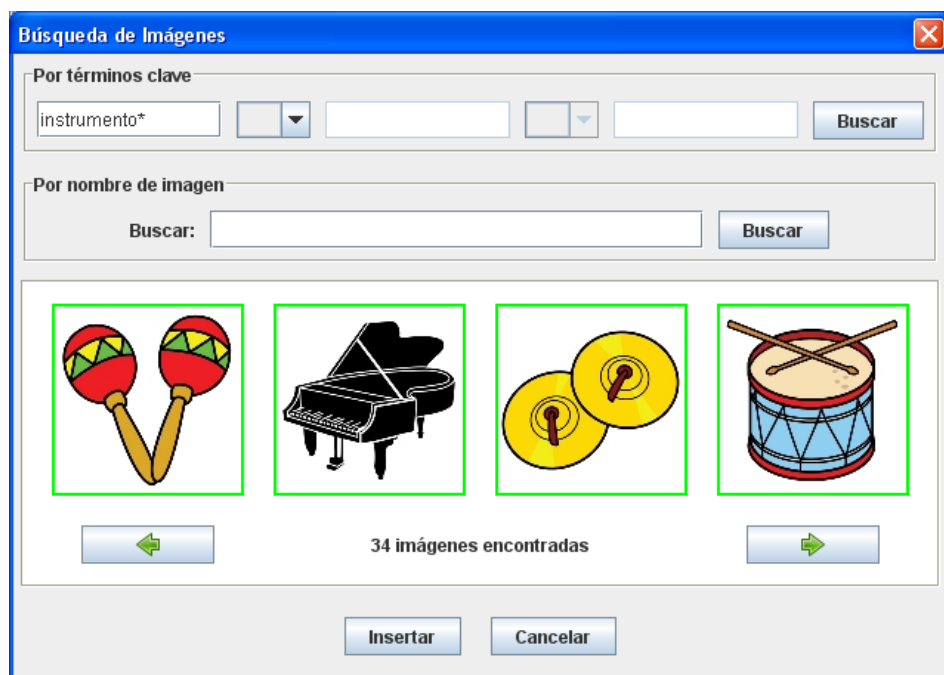 Búsqueda de Imágenes
Por términos clave
instrumento* Buscar
Por nombre de imagen
Buscar: Buscar
34 imágenes encontradas
Insertar Cancelar